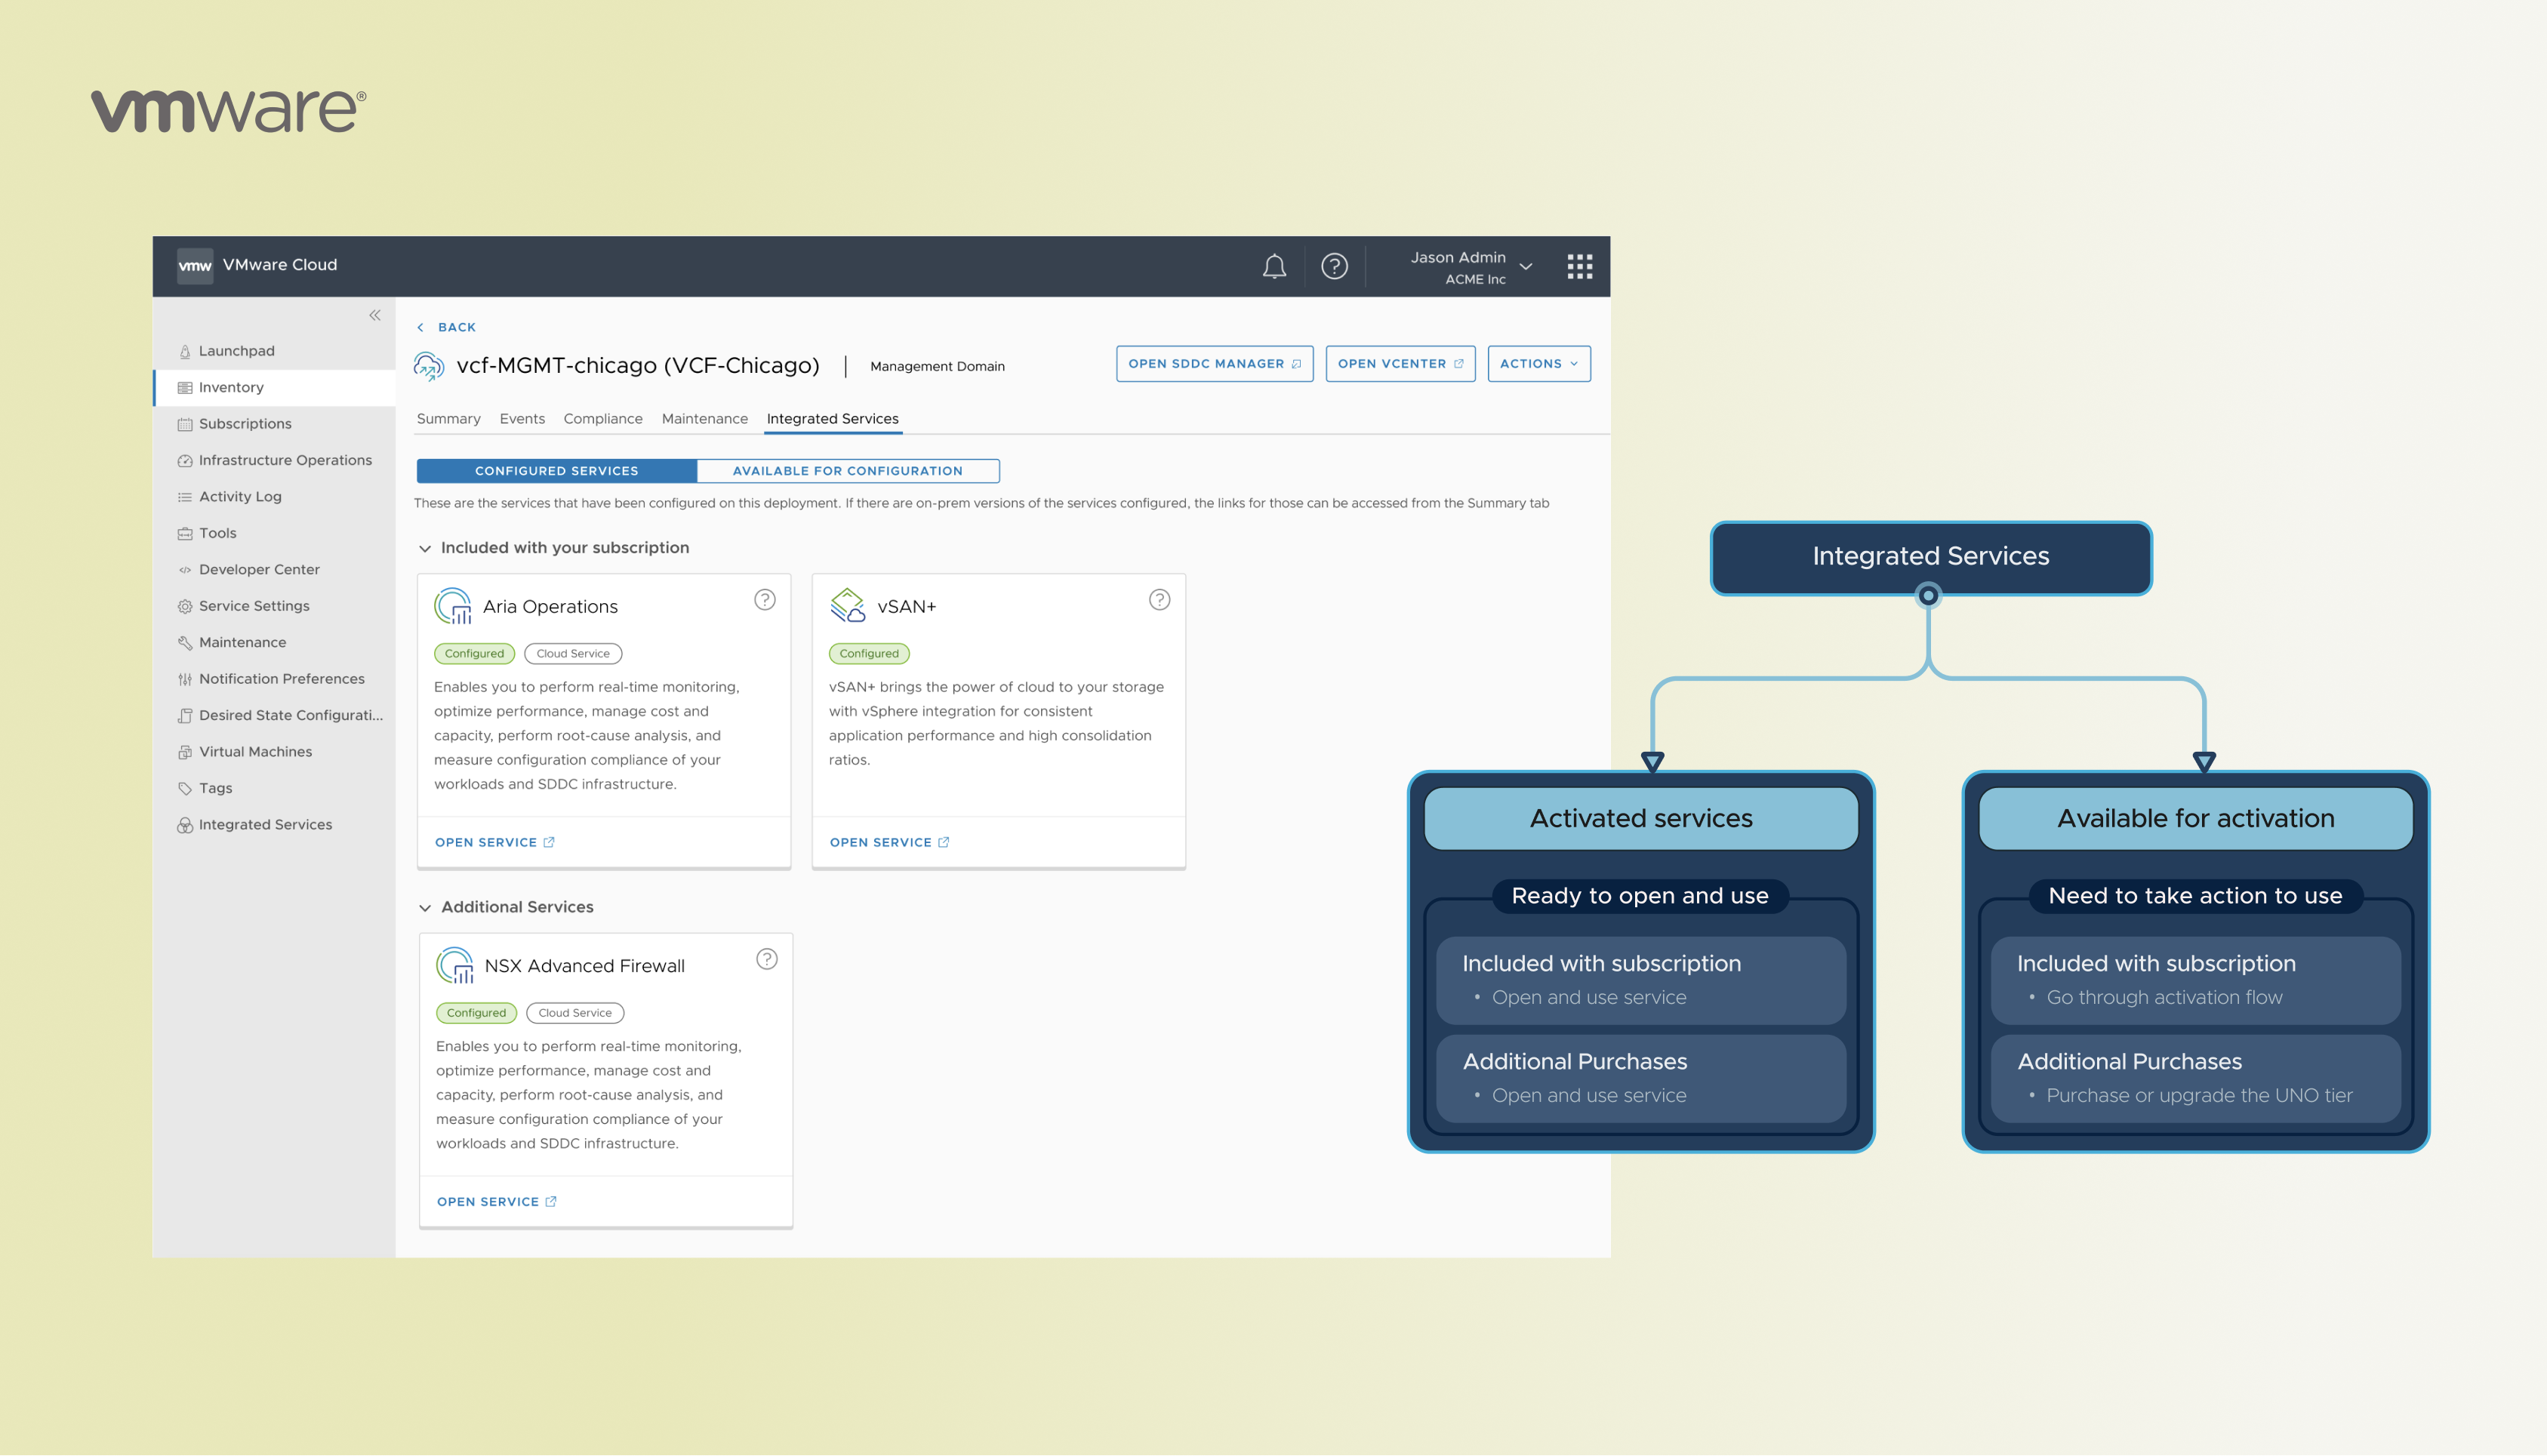 vmware®
vmw VMware Cloud
Jason Admin
ACME Inc
Launchpad
Inventory
Subscriptions
Infrastructure Operations
Activity Log
Tools
Developer Center
Service Settings
Maintenance
Notification Preferences
Desired State Configurati...
Virtual Machines
Tags
Integrated Services
BACK
vcf-MGMT-chicago (VCF-Chicago) | Management Domain
OPEN SDDC MANAGER
OPEN VCENTER
ACTIONS
Summary Events Compliance Maintenance Integrated Services
CONFIGURED SERVICES AVAILABLE FOR CONFIGURATION
These are the services that have been configured on this deployment. If there are on-prem versions of the services configured, the links for those can be accessed from the Summary tab
Included with your subscription
Aria Operations
Configured Cloud Service
Enables you to perform real-time monitoring,
optimize performance, manage cost and
capacity, perform root-cause analysis, and
measure configuration compliance of your
workloads and SDDC infrastructure.
OPEN SERVICE
vSAN+
Configured
vSAN+ brings the power of cloud to your storage
with vSphere integration for consistent
application performance and high consolidation
ratios.
OPEN SERVICE
Additional Services
NSX Advanced Firewall
Configured Cloud Service
Enables you to perform real-time monitoring,
optimize performance, manage cost and
capacity, perform root-cause analysis, and
measure configuration compliance of your
workloads and SDDC infrastructure.
OPEN SERVICE
Integrated Services
Activated services
Ready to open and use
Included with subscription
• Open and use service
Additional Purchases
• Open and use service
Available for activation
Need to take action to use
Included with subscription
• Go through activation flow
Additional Purchases
• Purchase or upgrade the UNO tier